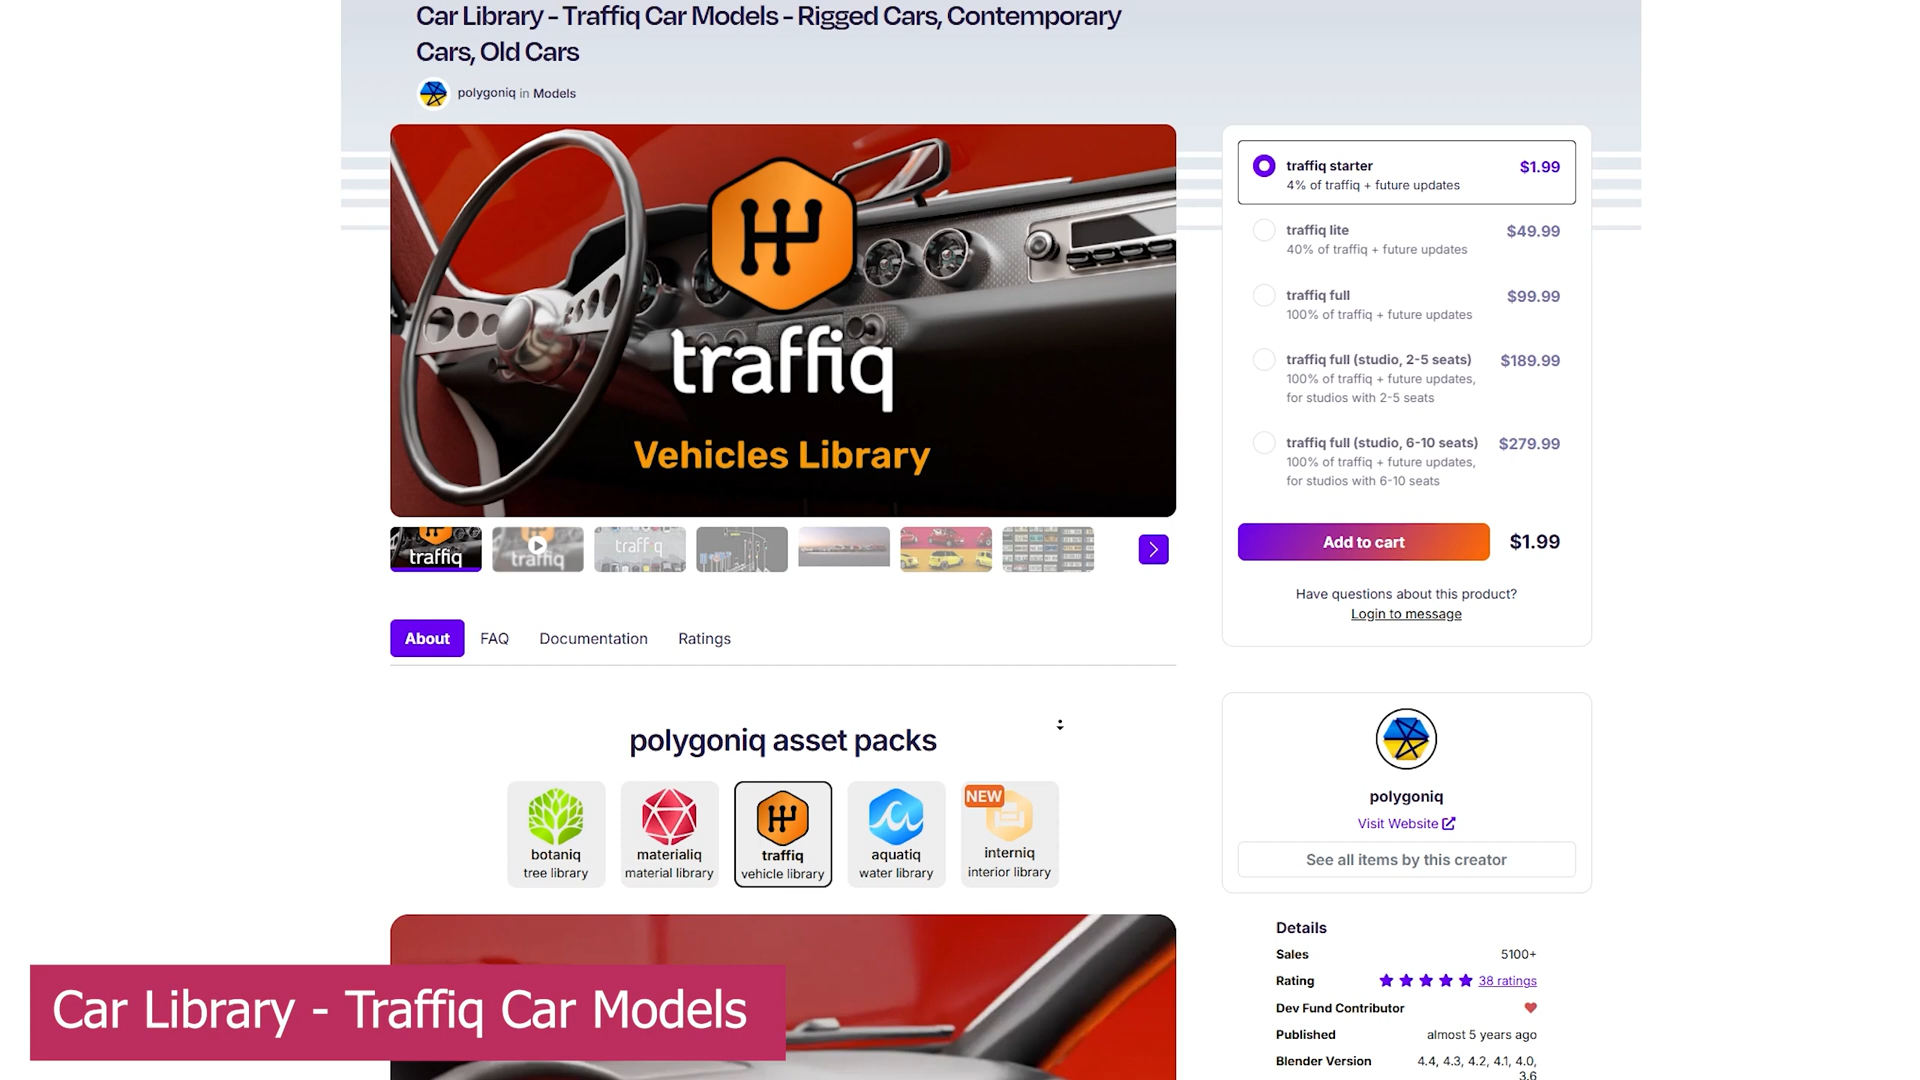 Car Library - Traffiq Car Models - Rigged Cars, Contemporary
Cars, Old Cars
polygoniq in Models
traffiq
Vehicles Library
traffiq
traffiq
traffiq starter $1.99
4% of traffiq + future updates
traffiq lite $49.99
40% of traffiq + future updates
traffiq full $99.99
100% of traffiq + future updates
traffiq full (studio, 2-5 seats) $189.99
100% of traffiq + future updates,
for studios with 2-5 seats
traffiq full (studio, 6-10 seats) $279.99
100% of traffiq + future updates,
for studios with 6-10 seats
Add to cart $1.99
Have questions about this product?
Login to message
About FAQ Documentation Ratings
polygoniq asset packs
botaniq
tree library
materialiq
material library
traffiq
vehicle library
aquatiq
water library
NEW
interniq
interior library
polygoniq
Visit Website
See all items by this creator
Details
Sales 5100+
Rating 38 ratings
Dev Fund Contributor
Published almost 5 years ago
Blender Version 4.4, 4.3, 4.2, 4.1, 4.0,
3.6
Car Library - Traffiq Car Models